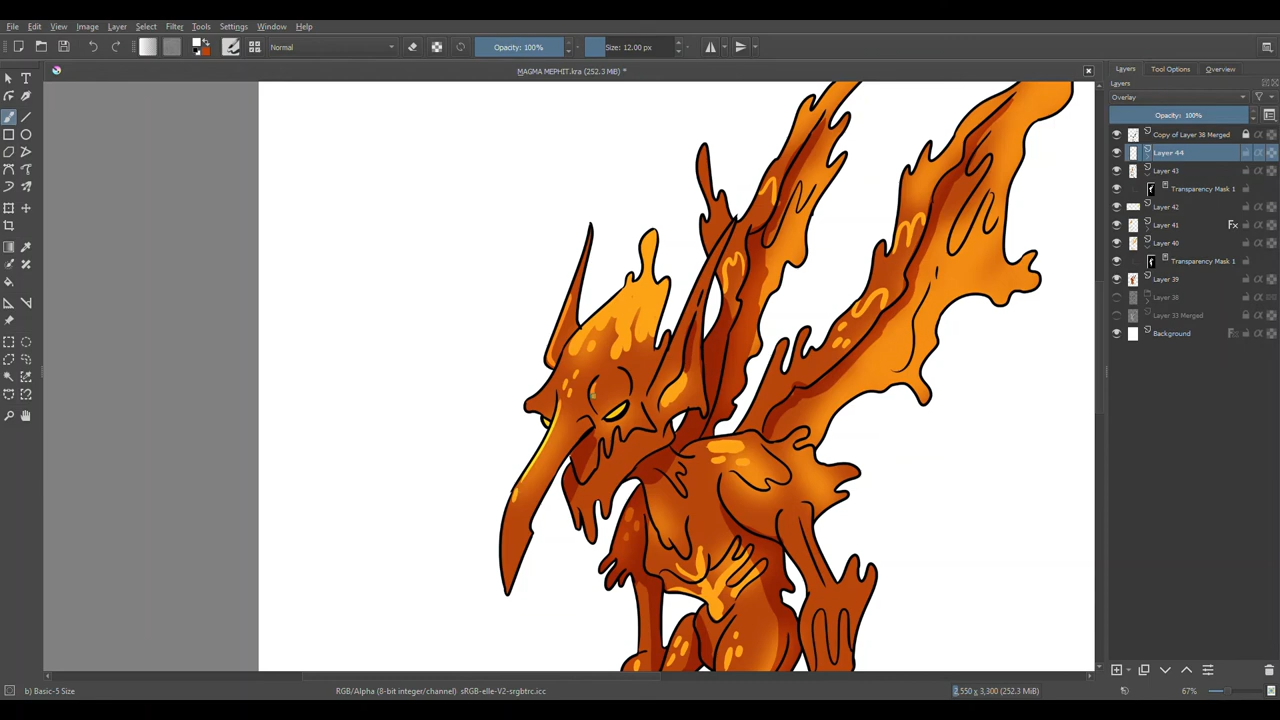 File Edit View Image Layer Select Filter Tools Settings Window Help
Normal Opacity: 100% Size: 12.00 px
MAGMA MEPHIT.kra (252.3 MiB) *
Layers Tool Options Overview
Layers
Overlay
Opacity: 100%
Copy of Layer 38 Merged
Layer 44
Layer 43
Transparency Mask 1
Layer 42
Layer 41 Fx
Layer 40
Transparency Mask 1
Layer 39
Layer 38
Layer 33 Merged
Background Fx
b) Basic-5 Size RGB/Alpha (8-bit integer/channel) sRGB-elle-V2-srgbtrc.icc 2,550 x 3,300 (252.3 MiB) 67%